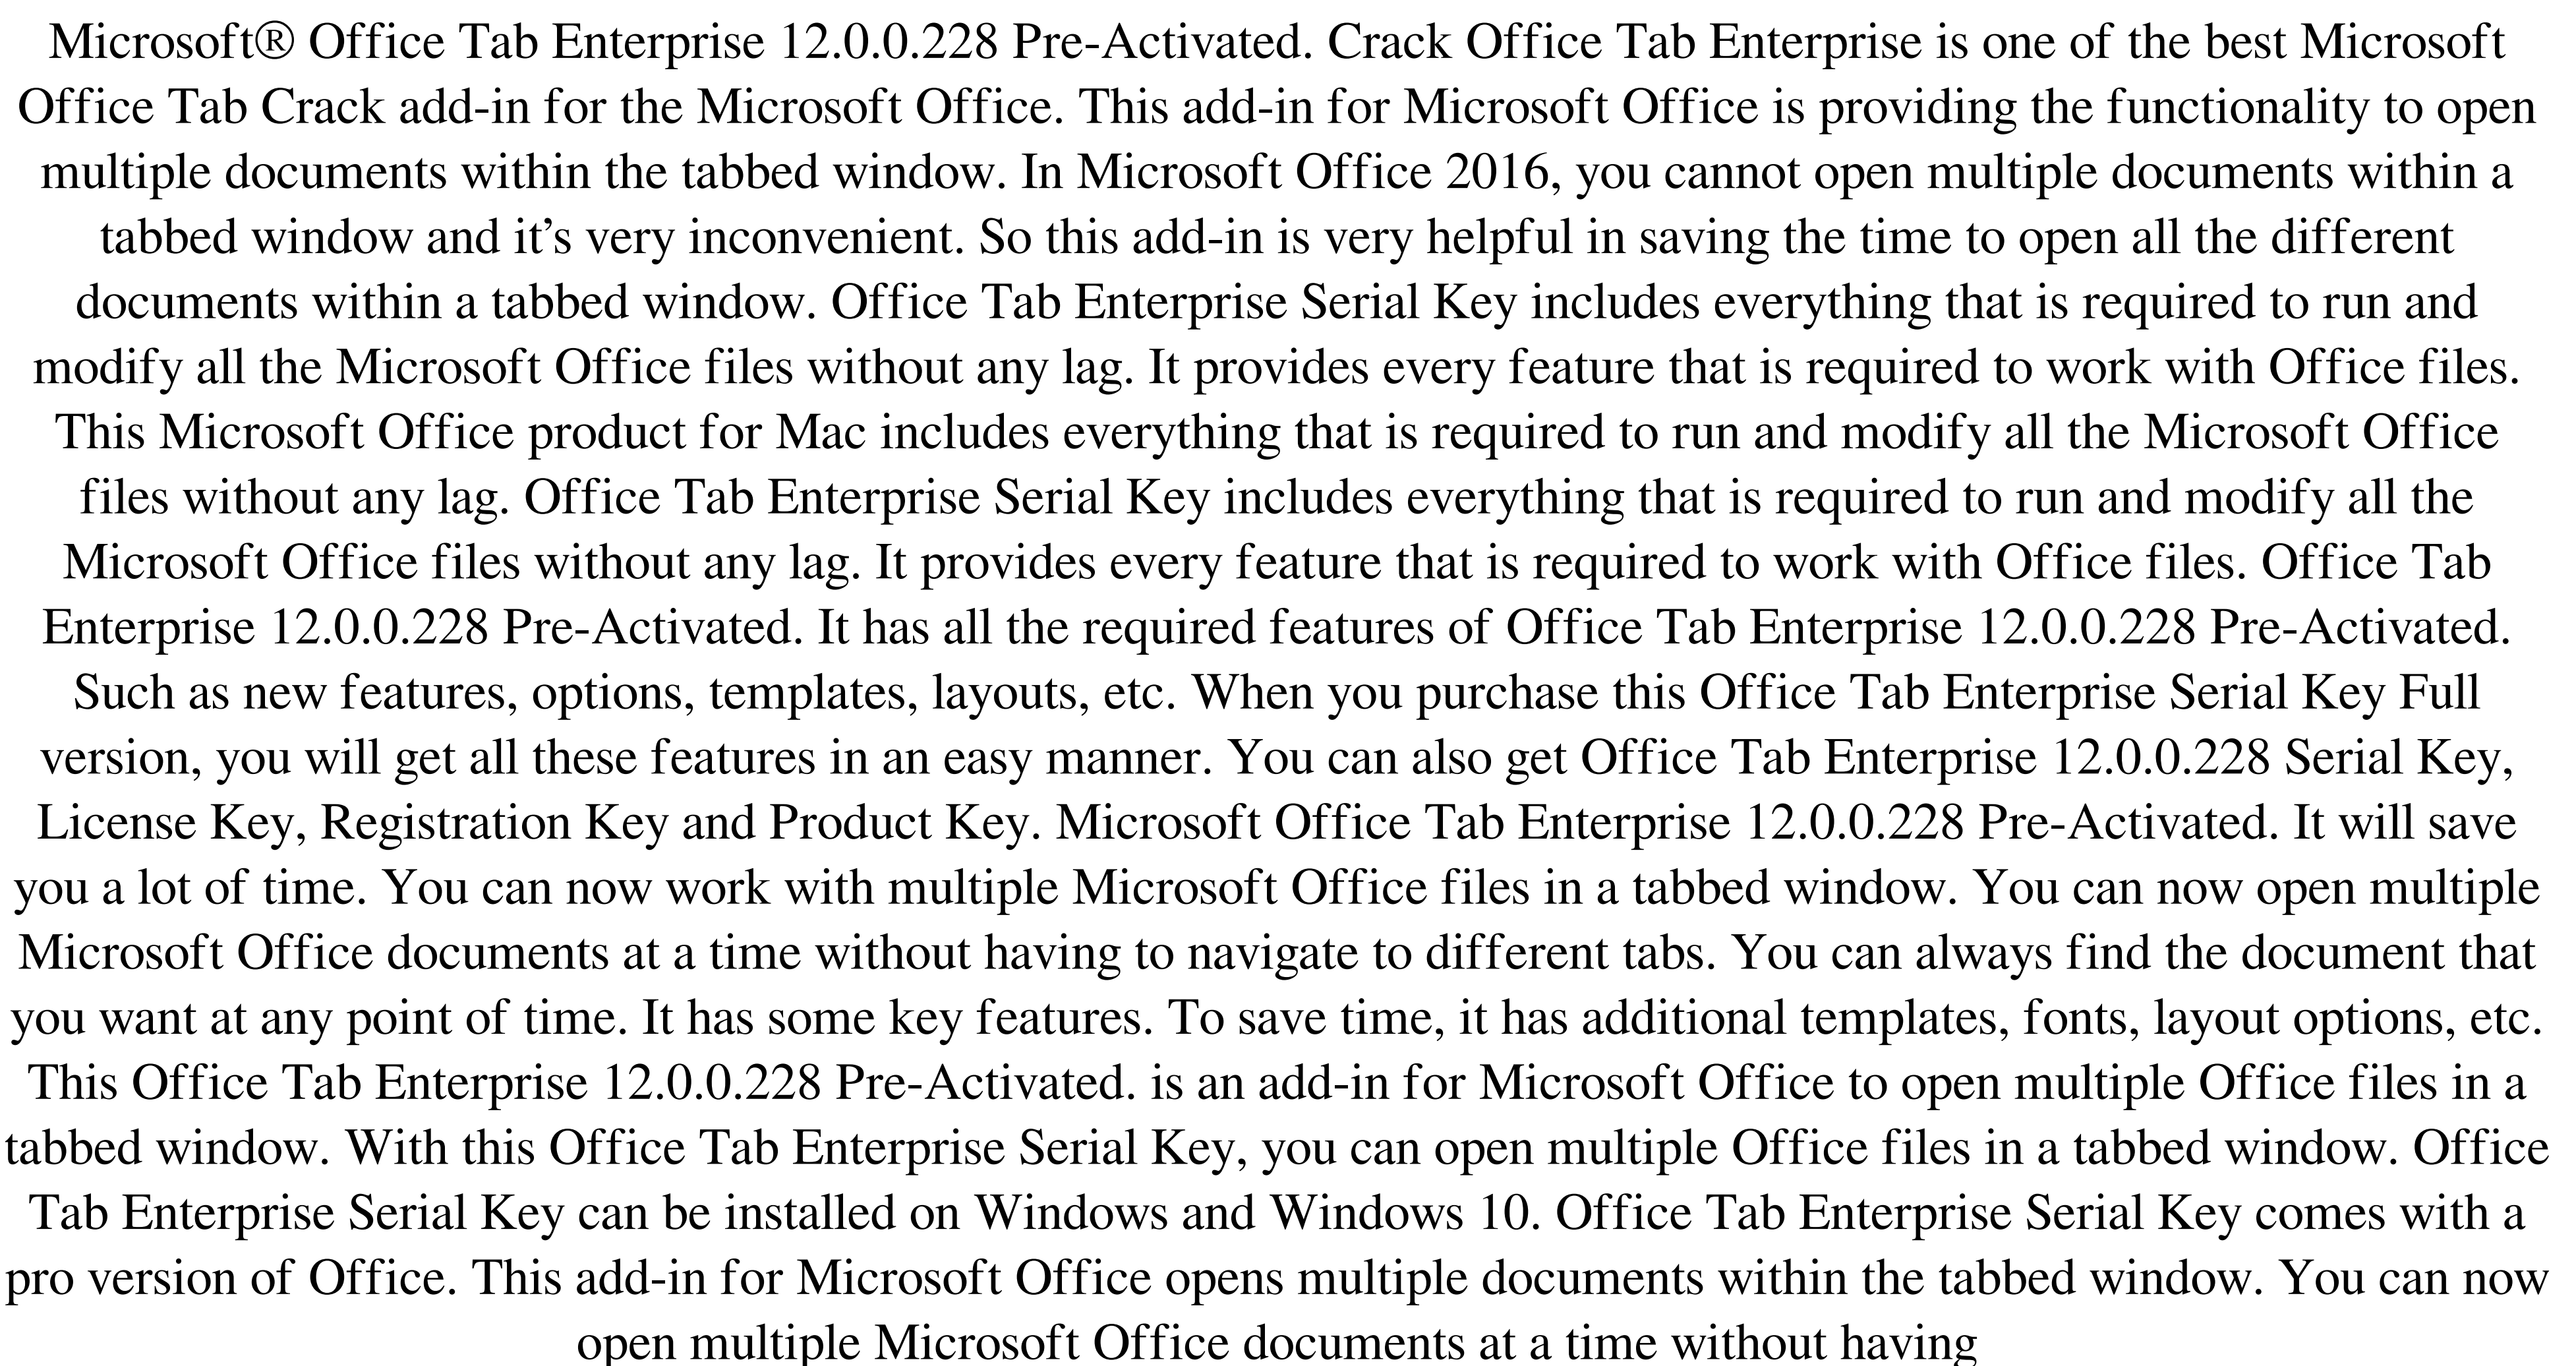 Microsoft® Office Tab Enterprise 12.0.0.228 Pre-Activated. Crack Office Tab Enterprise is one of the best Microsoft
Office Tab Crack add-in for the Microsoft Office. This add-in for Microsoft Office is providing the functionality to open
multiple documents within the tabbed window. In Microsoft Office 2016, you cannot open multiple documents within a
tabbed window and it’s very inconvenient. So this add-in is very helpful in saving the time to open all the different
documents within a tabbed window. Office Tab Enterprise Serial Key includes everything that is required to run and
modify all the Microsoft Office files without any lag. It provides every feature that is required to work with Office files.
This Microsoft Office product for Mac includes everything that is required to run and modify all the Microsoft Office
files without any lag. Office Tab Enterprise Serial Key includes everything that is required to run and modify all the
Microsoft Office files without any lag. It provides every feature that is required to work with Office files. Office Tab
Enterprise 12.0.0.228 Pre-Activated. It has all the required features of Office Tab Enterprise 12.0.0.228 Pre-Activated.
Such as new features, options, templates, layouts, etc. When you purchase this Office Tab Enterprise Serial Key Full
version, you will get all these features in an easy manner. You can also get Office Tab Enterprise 12.0.0.228 Serial Key,
License Key, Registration Key and Product Key. Microsoft Office Tab Enterprise 12.0.0.228 Pre-Activated. It will save
you a lot of time. You can now work with multiple Microsoft Office files in a tabbed window. You can now open multiple
Microsoft Office documents at a time without having to navigate to different tabs. You can always find the document that
you want at any point of time. It has some key features. To save time, it has additional templates, fonts, layout options, etc.
This Office Tab Enterprise 12.0.0.228 Pre-Activated. is an add-in for Microsoft Office to open multiple Office files in a
tabbed window. With this Office Tab Enterprise Serial Key, you can open multiple Office files in a tabbed window. Office
Tab Enterprise Serial Key can be installed on Windows and Windows 10. Office Tab Enterprise Serial Key comes with a
pro version of Office. This add-in for Microsoft Office opens multiple documents within the tabbed window. You can now
open multiple Microsoft Office documents at a time without having